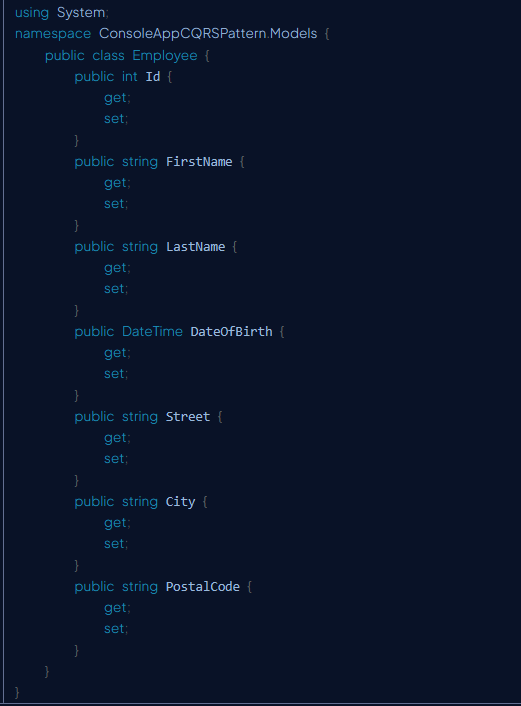 using System;
namespace ConsoleAppCQRSPattern.Models {
    public class Employee {
        public int Id {
            get;
            set;
        }
        public string FirstName {
            get;
            set;
        }
        public string LastName {
            get;
            set;
        }
        public DateTime DateOfBirth {
            get;
            set;
        }
        public string Street {
            get;
            set;
        }
        public string City {
            get;
            set;
        }
        public string PostalCode {
            get;
            set;
        }
    }
}